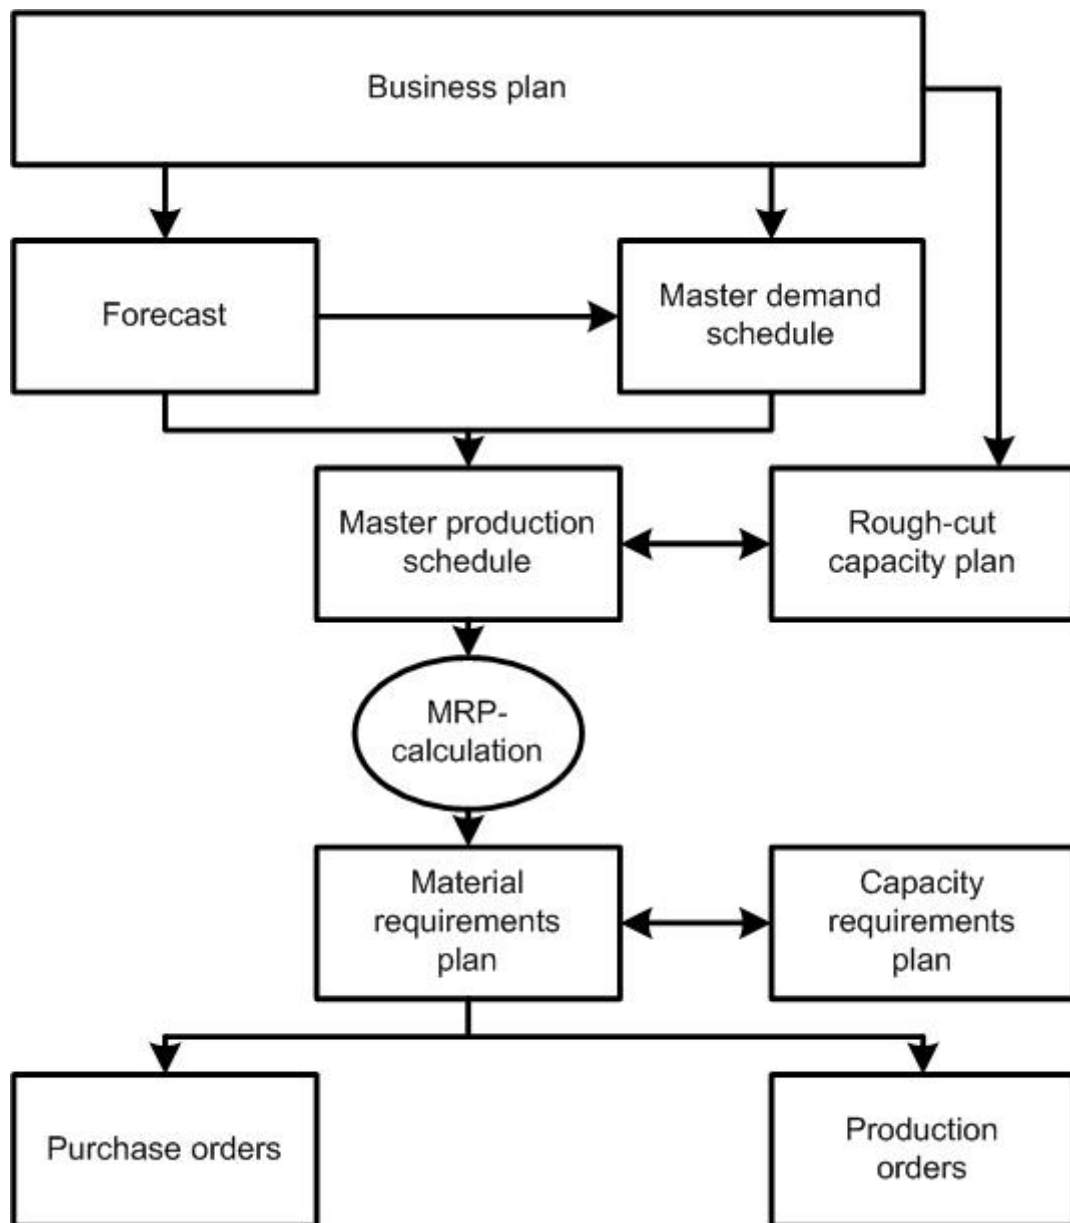 Business plan
Forecast
Master demand
schedule
Master production
schedule
Rough-cut
capacity plan
MRP-
calculation
Material
requirements
plan
Capacity
requirements
plan
Purchase orders
Production
orders